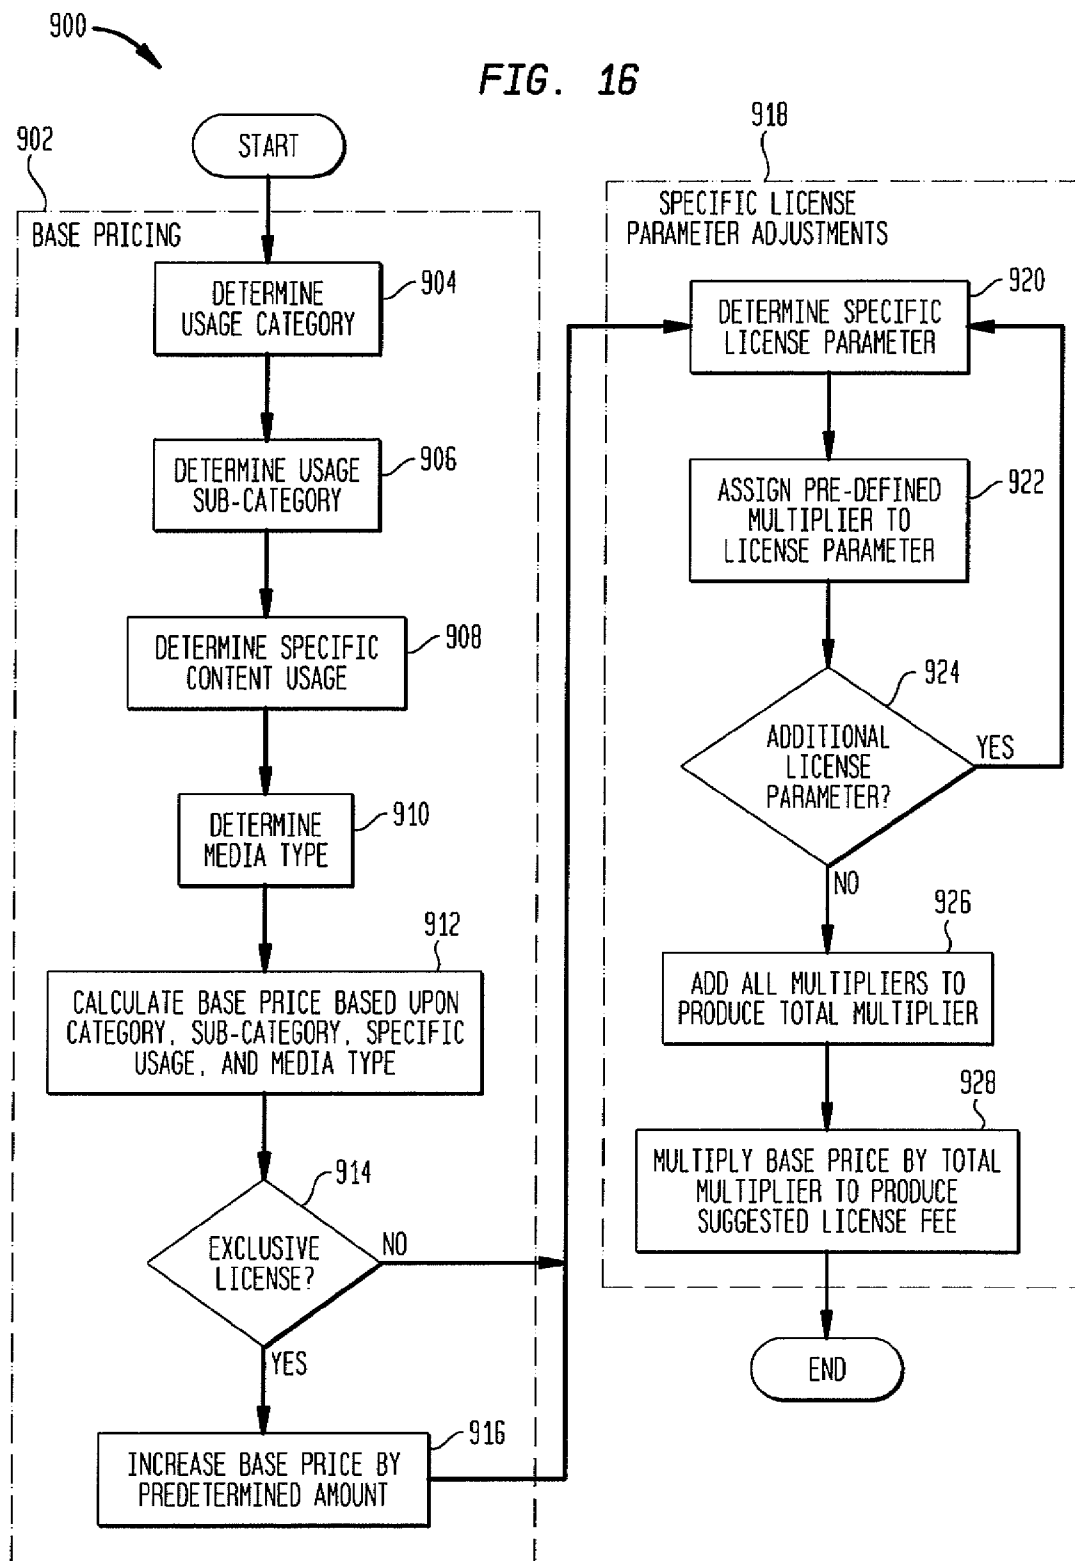 900
FIG. 16
START
902
BASE PRICING
DETERMINE
USAGE CATEGORY
904
DETERMINE USAGE
SUB-CATEGORY
906
DETERMINE SPECIFIC
CONTENT USAGE
908
DETERMINE
MEDIA TYPE
910
912
CALCULATE BASE PRICE BASED UPON
CATEGORY, SUB-CATEGORY, SPECIFIC
USAGE, AND MEDIA TYPE
914
EXCLUSIVE
LICENSE?
NO
YES
916
INCREASE BASE PRICE BY
PREDETERMINED AMOUNT
918
SPECIFIC LICENSE
PARAMETER ADJUSTMENTS
920
DETERMINE SPECIFIC
LICENSE PARAMETER
922
ASSIGN PRE-DEFINED
MULTIPLIER TO
LICENSE PARAMETER
924
ADDITIONAL
LICENSE
PARAMETER?
YES
NO
926
ADD ALL MULTIPLIERS TO
PRODUCE TOTAL MULTIPLIER
928
MULTIPLY BASE PRICE BY TOTAL
MULTIPLIER TO PRODUCE
SUGGESTED LICENSE FEE
END